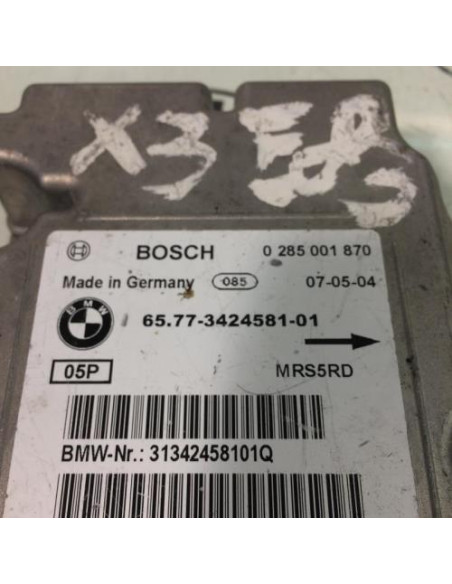 X3 E83
BOSCH 0 285 001 870
Made in Germany 085 07-05-04
BMW 65.77-3424581-01
05P MRS5RD
BMW-Nr.: 31342458101Q